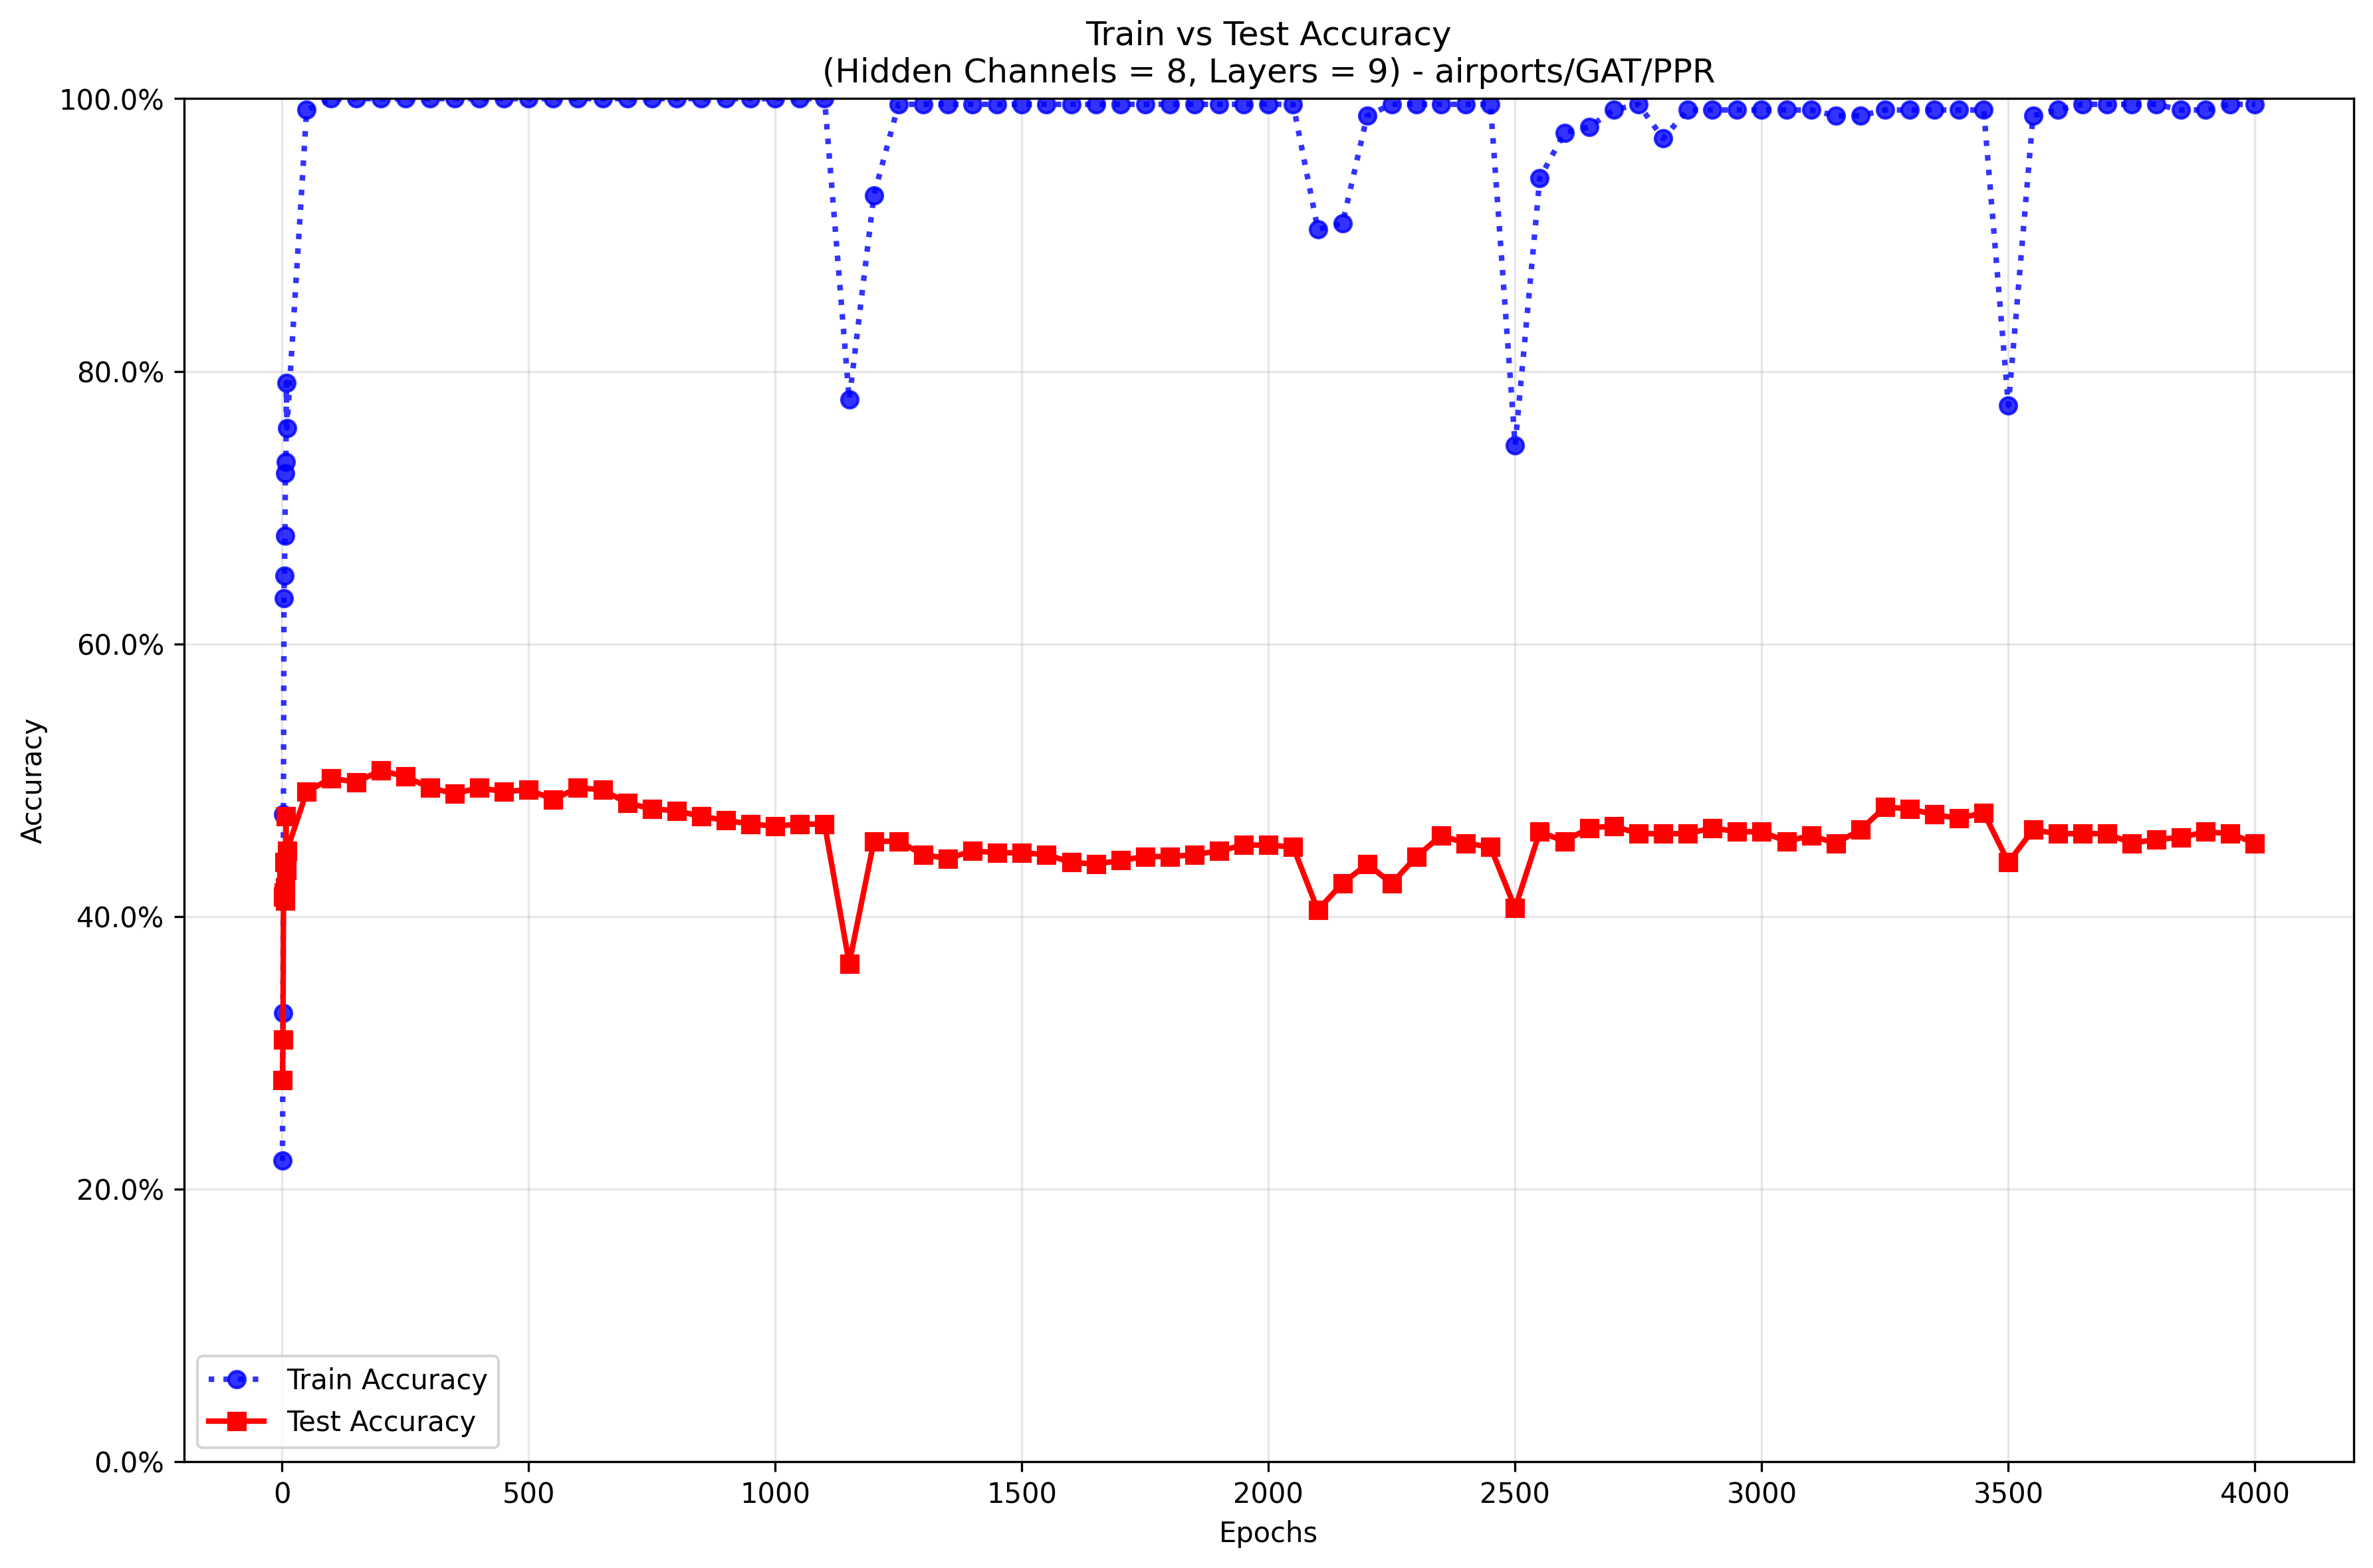 Train vs Test Accuracy
(Hidden Channels = 8, Layers = 9) - airports/GAT/PPR
100.0%
80.0%
60.0%
40.0%
20.0%
0.0%
Accuracy
Train Accuracy
Test Accuracy
0 500 1000 1500 2000 2500 3000 3500 4000
Epochs